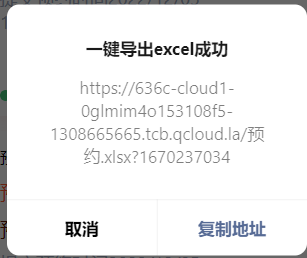 一键导出excel成功
https://636c-cloud1-
0glmim4o153108f5-
1308665665.tcb.qcloud.la/预
约.xlsx?1670237034
取消
复制地址